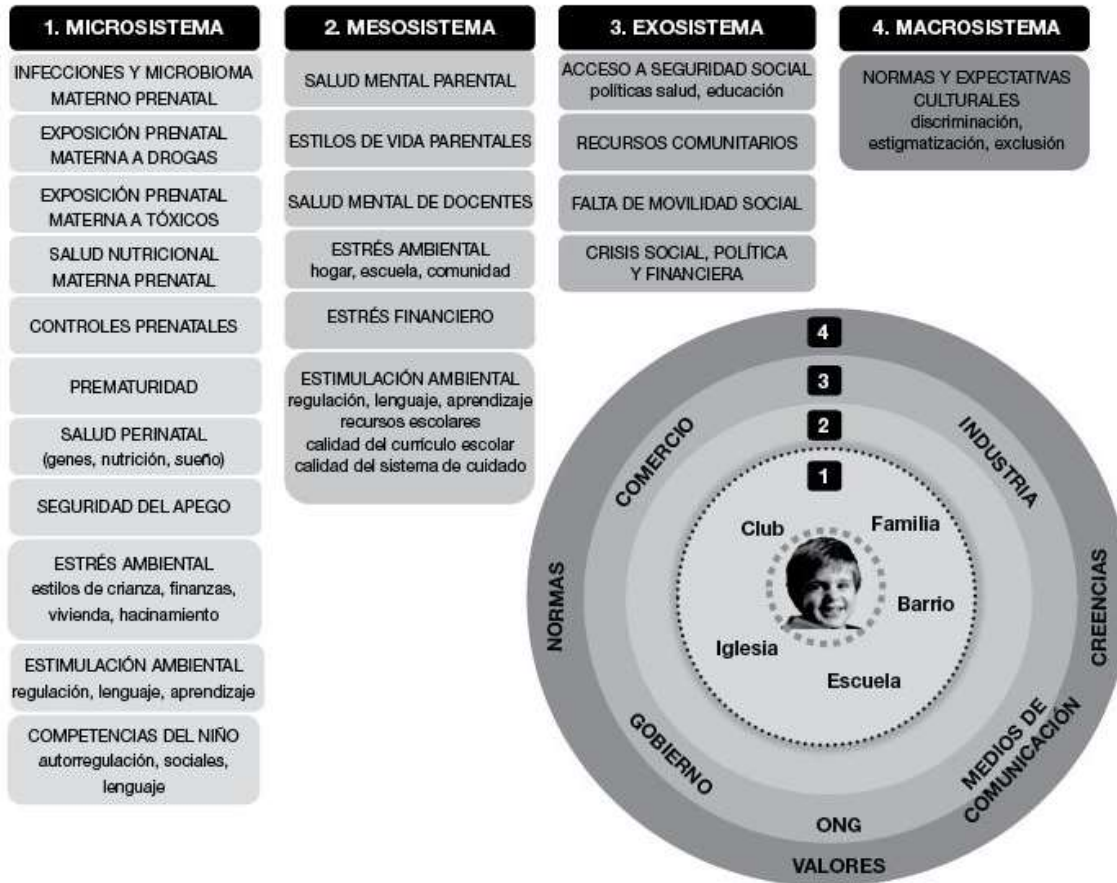 1. MICROSISTEMA
INFECCIONES Y MICROBIOMA
MATERNO PRENATAL
EXPOSICIÓN PRENATAL
MATERNA A DROGAS
EXPOSICIÓN PRENATAL
MATERNA A TÓXICOS
SALUD NUTRICIONAL
MATERNA PRENATAL
CONTROLES PRENATALES
PREMATURIDAD
SALUD PERINATAL
(genes, nutrición, sueño)
SEGURIDAD DEL APEGO
ESTRÉS AMBIENTAL
estilos de crianza, finanzas,
vivienda, hacinamiento
ESTIMULACIÓN AMBIENTAL
regulación, lenguaje, aprendizaje
COMPETENCIAS DEL NIÑO
autorregulación, sociales,
lenguaje
2. MESOSISTEMA
SALUD MENTAL PARENTAL
ESTILOS DE VIDA PARENTALES
SALUD MENTAL DE DOCENTES
ESTRÉS AMBIENTAL
hogar, escuela, comunidad
ESTRÉS FINANCIERO
ESTIMULACIÓN AMBIENTAL
regulación, lenguaje, aprendizaje
recursos escolares
calidad del currículo escolar
calidad del sistema de cuidado
3. EXOSISTEMA
ACCESO A SEGURIDAD SOCIAL
políticas salud, educación
RECURSOS COMUNITARIOS
FALTA DE MOVILIDAD SOCIAL
CRISIS SOCIAL, POLÍTICA
Y FINANCIERA
4. MACROSISTEMA
NORMAS Y EXPECTATIVAS
CULTURALES
discriminación,
estigmatización, exclusión
4
3
2
1
COMERCIO
INDUSTRIA
Club
Familia
Barrio
Iglesia
Escuela
NORMAS
CREENCIAS
GOBIERNO
MEDIOS DE
COMUNICACIÓN
ONG
VALORES